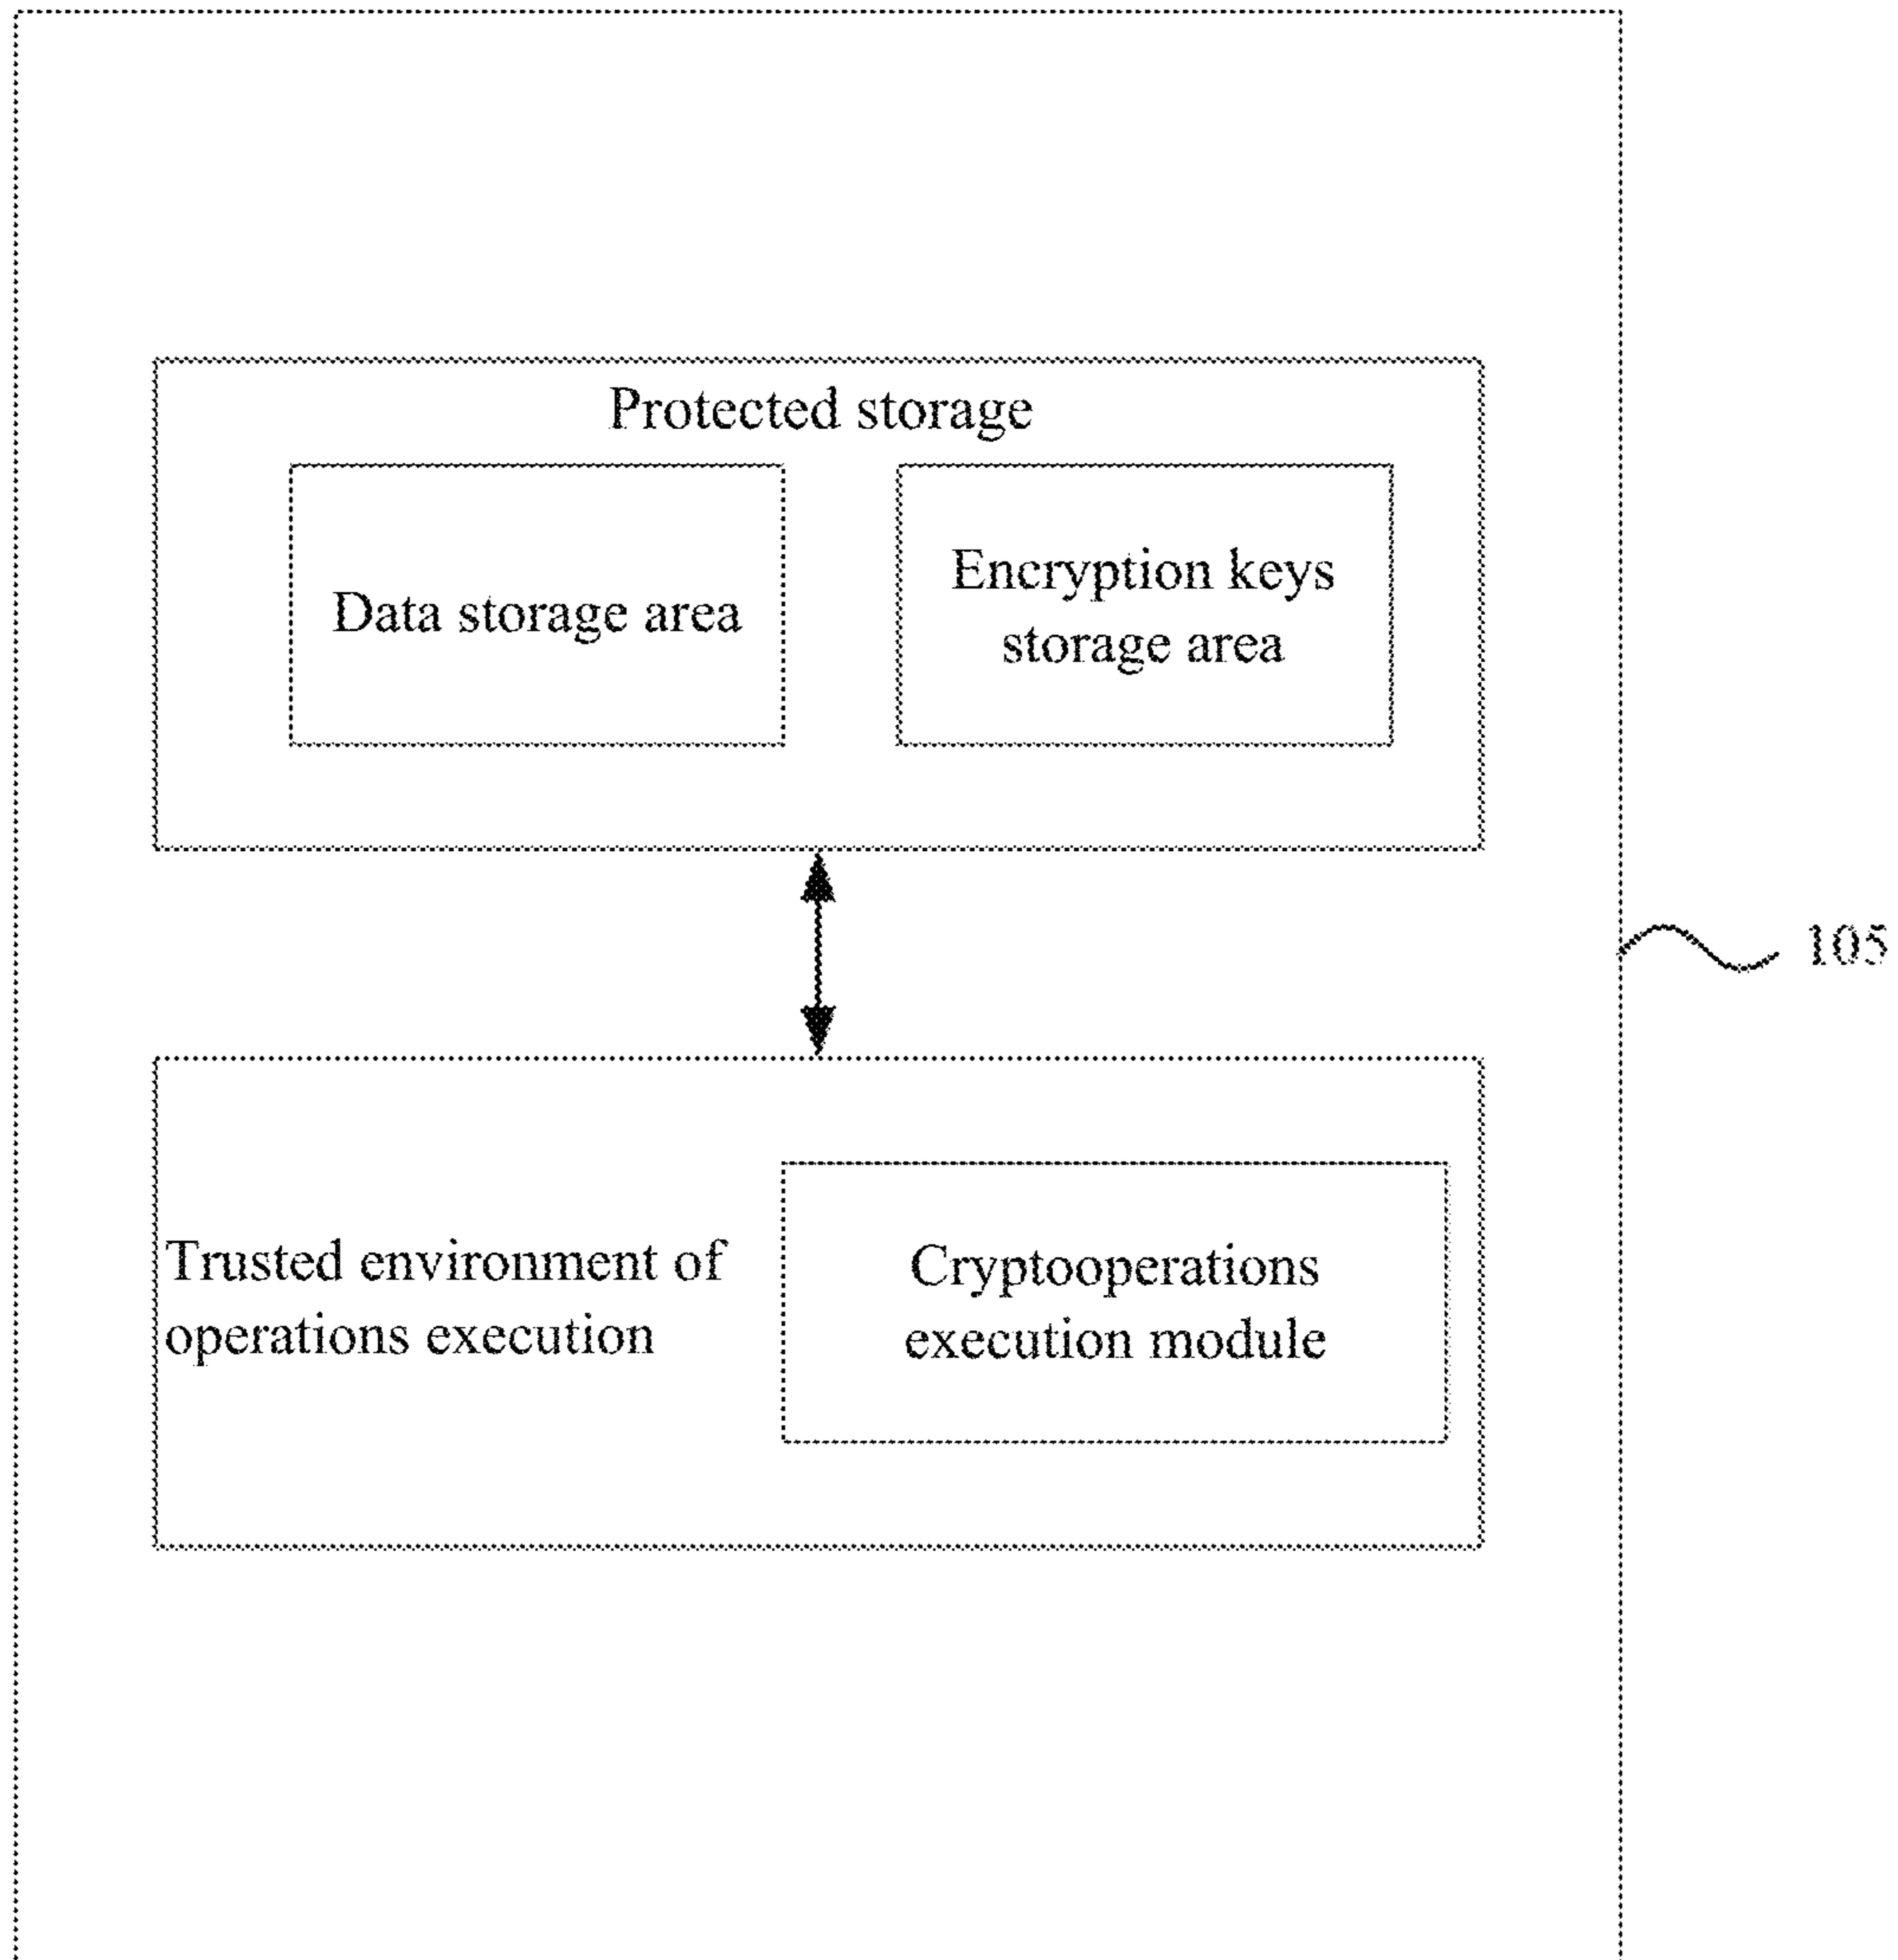 Protected storage
Data storage area
Encryption keys
storage area
105
Trusted environment of
operations execution
Cryptooperations
execution module